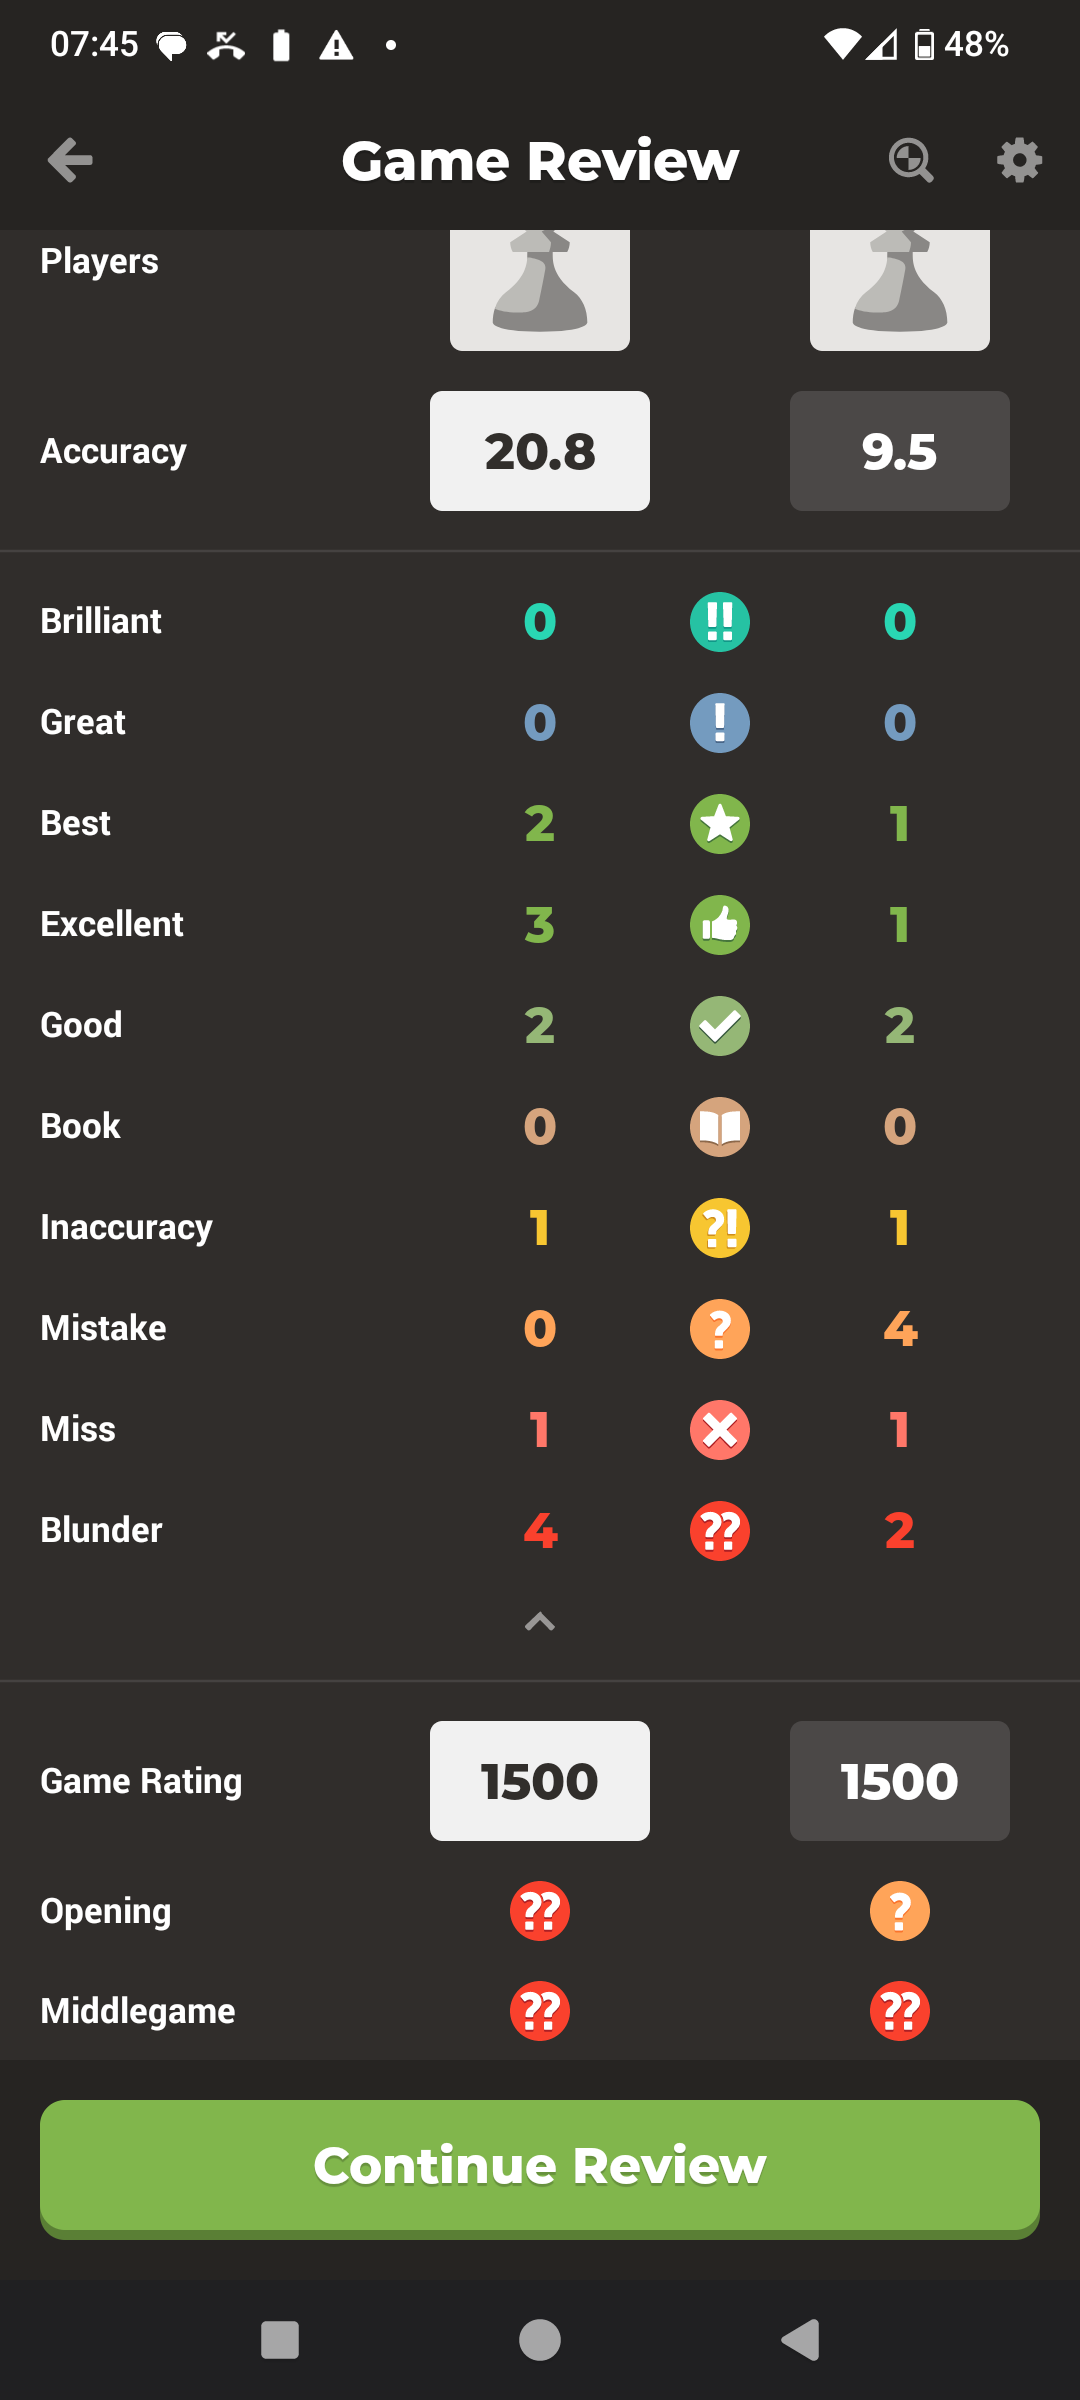 07:45 48%
Game Review
Players
Accuracy 20.8 9.5
Brilliant 0 !! 0
Great 0 ! 0
Best 2 1
Excellent 3 1
Good 2 2
Book 0 0
Inaccuracy 1 ?! 1
Mistake 0 ? 4
Miss 1 1
Blunder 4 ?? 2
Game Rating 1500 1500
Opening ?? ?
Middlegame ?? ??
Continue Review